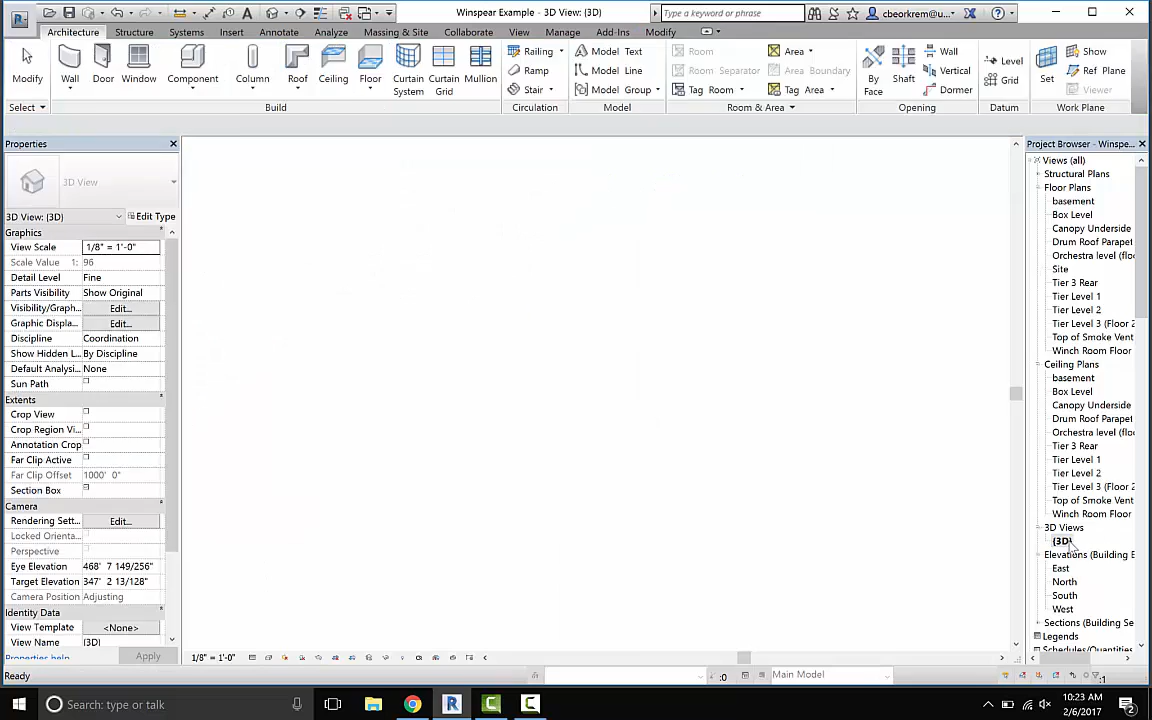 Winspear Example - 3D View: {3D}
Type a keyword or phrase
cbeorkrem@u...
Architecture Structure Systems Insert Annotate Analyze Massing & Site Collaborate View Manage Add-Ins Modify
Modify
Wall
Door
Window
Component
Column
Roof
Ceiling
Floor
Curtain System
Curtain Grid
Mullion
Railing
Ramp
Stair
Model Text
Model Line
Model Group
Room
Room Separator
Tag Room
Area
Area Boundary
Tag Area
By Face
Shaft
Wall
Vertical
Dormer
Level
Grid
Set
Show
Ref Plane
Viewer
Select
Build
Circulation
Model
Room & Area
Opening
Datum
Work Plane
Properties
3D View
3D View: {3D}
Edit Type
Graphics
View Scale 1/8" = 1'-0"
Scale Value 1: 96
Detail Level Fine
Parts Visibility Show Original
Visibility/Graph... Edit...
Graphic Displa... Edit...
Discipline Coordination
Show Hidden L... By Discipline
Default Analysi... None
Sun Path
Extents
Crop View
Crop Region Vi...
Annotation Crop
Far Clip Active
Far Clip Offset 1000' 0"
Section Box
Camera
Rendering Sett... Edit...
Locked Orienta...
Perspective
Eye Elevation 468' 7 149/256"
Target Elevation 347' 2 13/128"
Camera Position Adjusting
Identity Data
View Template <None>
View Name {3D}
Properties help
Apply
Project Browser - Winspe...
Views (all)
Structural Plans
Floor Plans
basement
Box Level
Canopy Underside
Drum Roof Parapet
Orchestra level (flo
Site
Tier 3 Rear
Tier Level 1
Tier Level 2
Tier Level 3 (Floor 2
Top of Smoke Vent
Winch Room Floor
Ceiling Plans
basement
Box Level
Canopy Underside
Drum Roof Parapet
Orchestra level (flo
Tier 3 Rear
Tier Level 1
Tier Level 2
Tier Level 3 (Floor 2
Top of Smoke Vent
Winch Room Floor
3D Views
{3D}
Elevations (Building E
East
North
South
West
Sections (Building Se
Legends
Schedules/Quantities
1/8" = 1'-0"
Ready
:0
Main Model
:1
Search: type or task
10:23 AM
2/6/2017
2